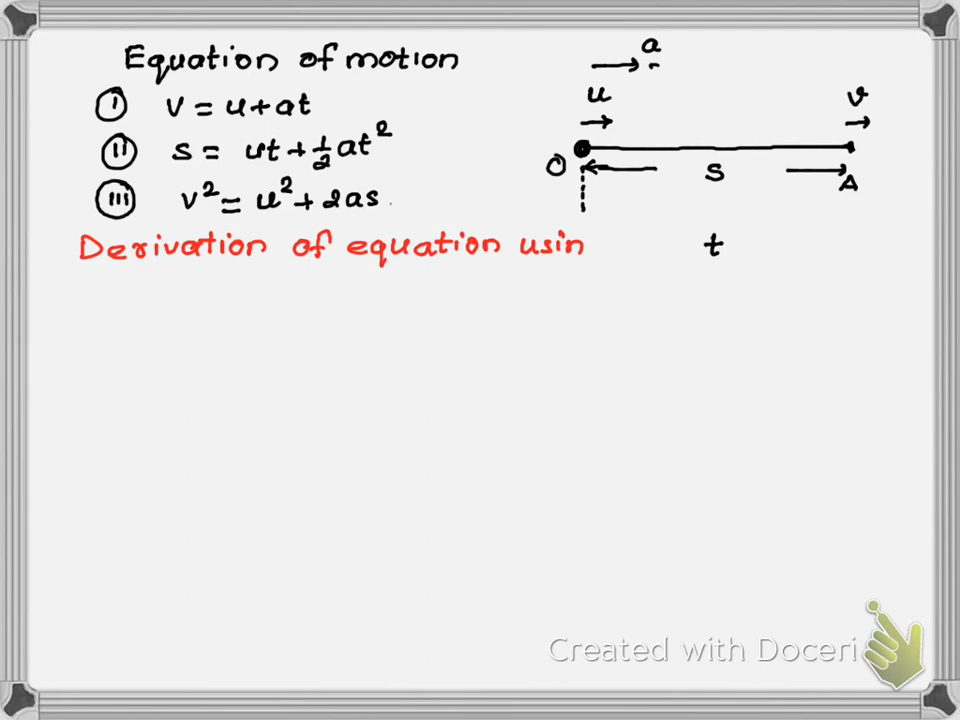 Equation of motion
(i) v = u + at
(ii) s = ut + 1/2 at²
(iii) v² = u² + 2as
a
u
v
O
S
A
Derivation of equation usin
t
Created with Doceri